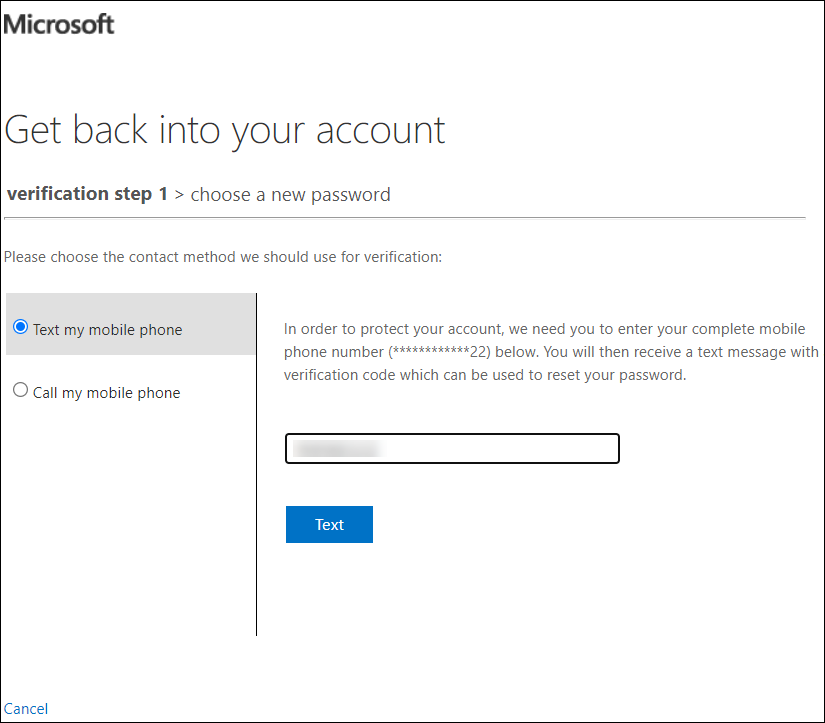 Microsoft
Get back into your account
verification step 1 > choose a new password
Please choose the contact method we should use for verification:
Text my mobile phone
Call my mobile phone
In order to protect your account, we need you to enter your complete mobile
phone number (************22) below. You will then receive a text message with
verification code which can be used to reset your password.
Text
Cancel